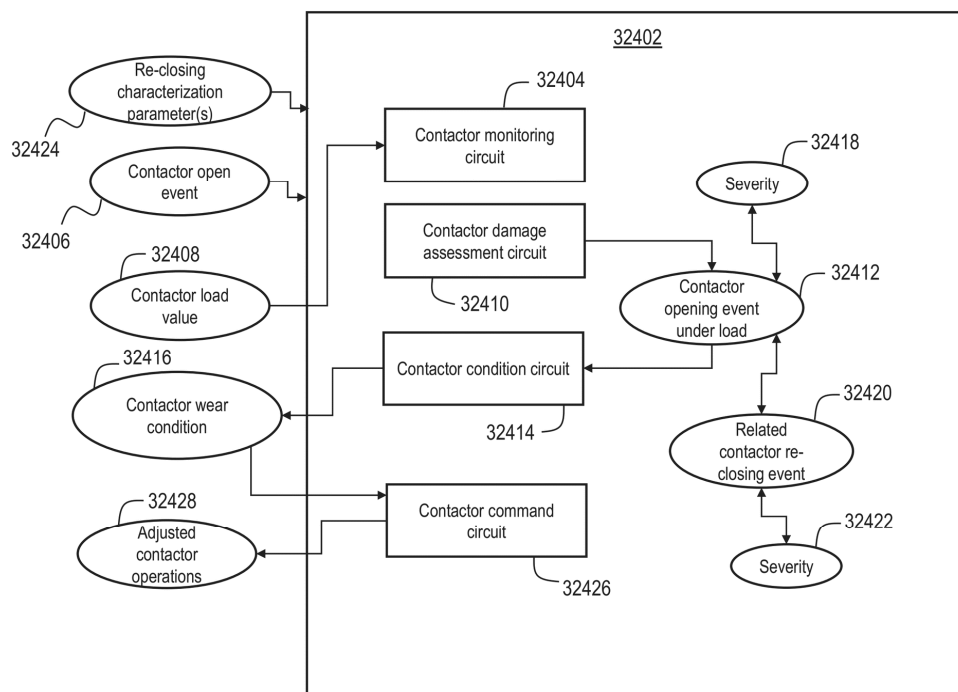 32402
Re-closing
characterization
parameter(s)
32424
32404
Contactor monitoring
circuit
Contactor open
event
32406
32418
Severity
Contactor damage
assessment circuit
32410
32408
Contactor load
value
32412
Contactor
opening event
under load
32416
Contactor wear
condition
Contactor condition circuit
32414
32420
Related
contactor re-
closing event
32428
Adjusted
contactor
operations
Contactor command
circuit
32426
32422
Severity